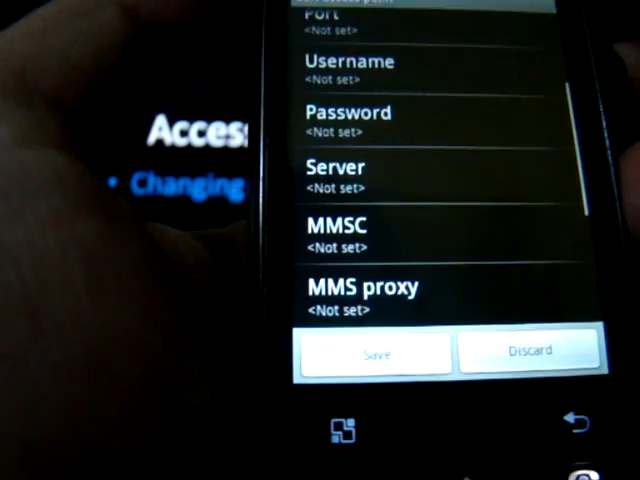 Port
<Not set>
Username
<Not set>
Password
<Not set>
Server
<Not set>
MMSC
<Not set>
MMS proxy
<Not set>
Save
Discard
Access
• Changing